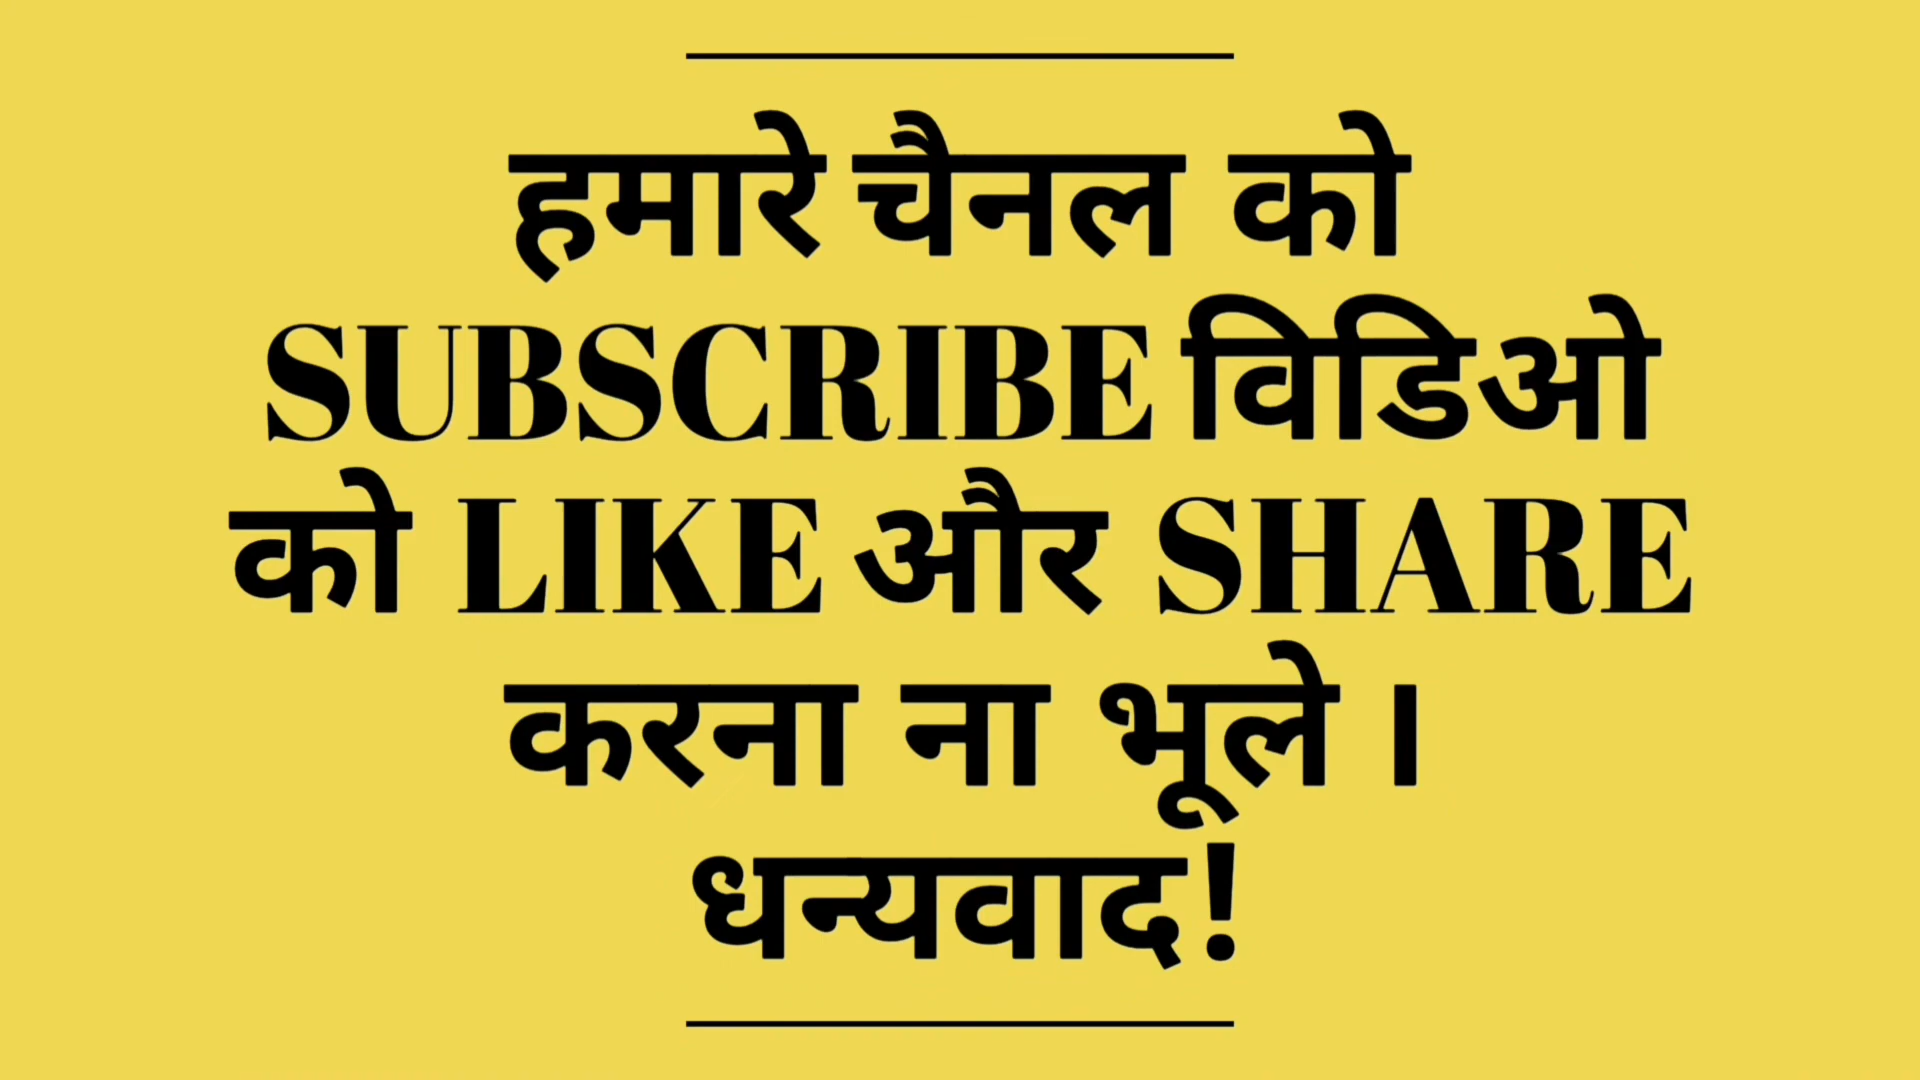 हमारे चैनल को
SUBSCRIBE विडिओ
को LIKE और SHARE
करना ना भूले ।
धन्यवाद!